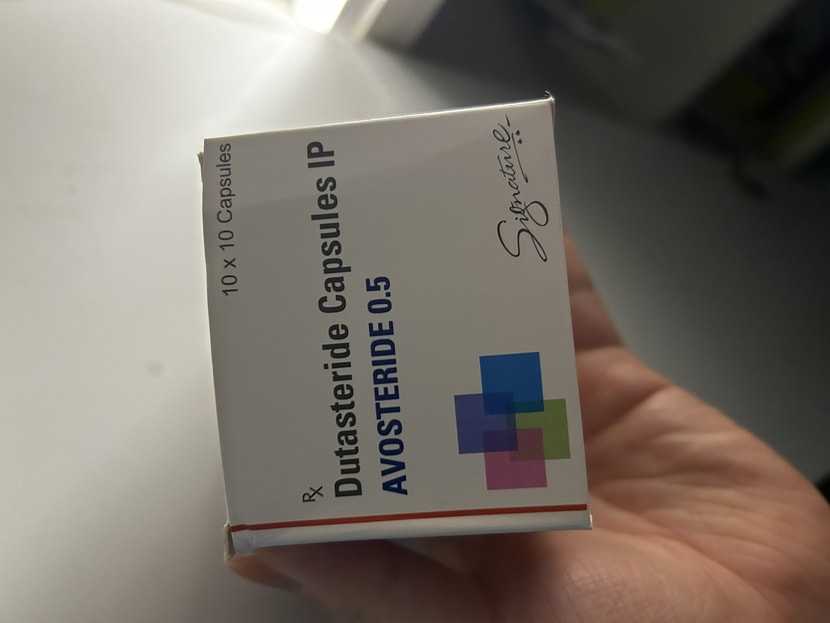 10 x 10 Capsules
Rx
Dutasteride Capsules IP
AVOSTERIDE 0.5
Signature